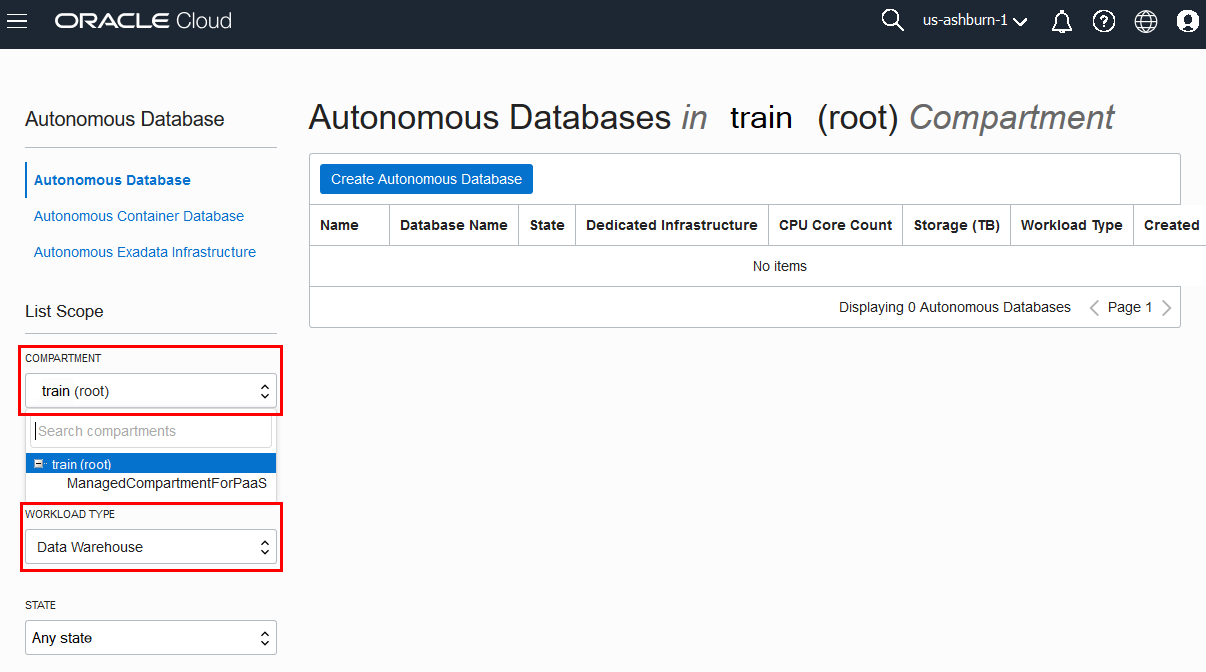 ORACLE Cloud
us-ashburn-1
Autonomous Database
Autonomous Database
Autonomous Container Database
Autonomous Exadata Infrastructure
List Scope
COMPARTMENT
train (root)
Search compartments
train (root)
ManagedCompartmentForPaaS
WORKLOAD TYPE
Data Warehouse
STATE
Any state
Autonomous Databases in train (root) Compartment
Create Autonomous Database
Name Database Name State Dedicated Infrastructure CPU Core Count Storage (TB) Workload Type Created
No items
Displaying 0 Autonomous Databases Page 1